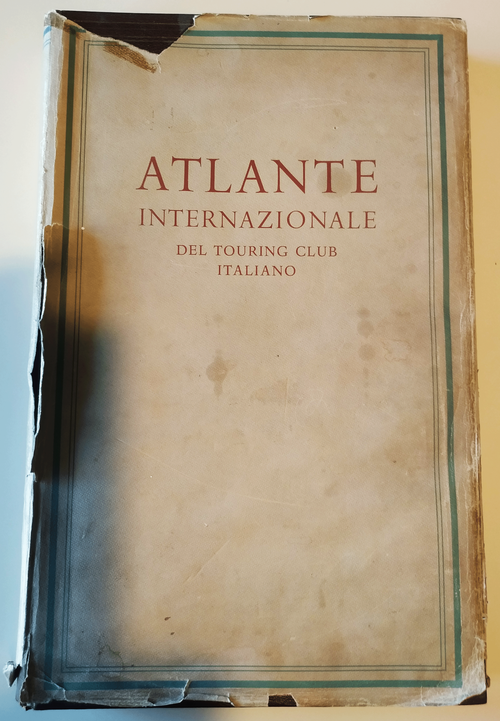 ATLANTE
INTERNAZIONALE
DEL TOURING CLUB
ITALIANO